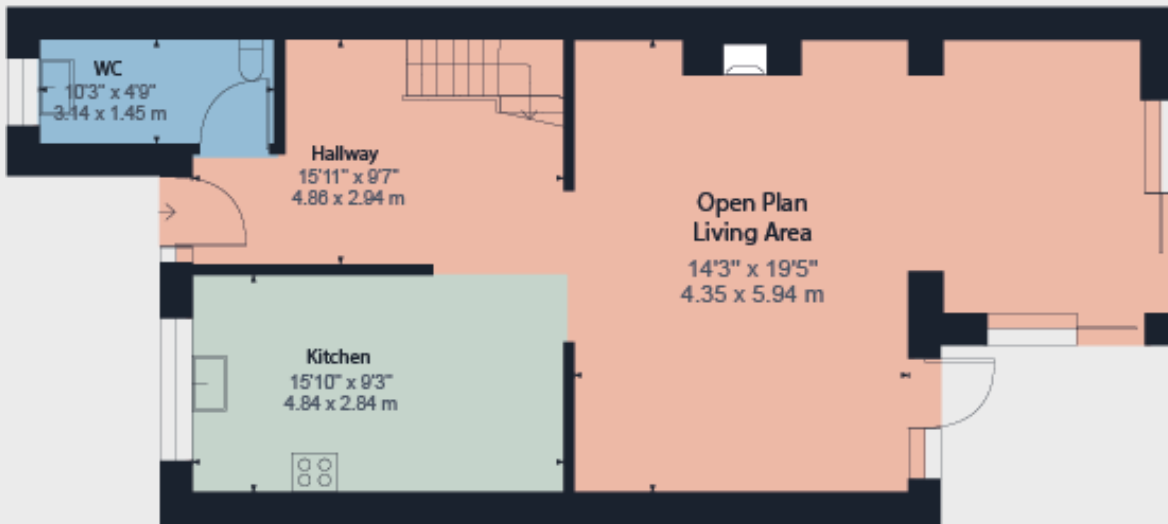 WC
10'3" x 4'9"
3.14 x 1.45 m
Hallway
15'11" x 9'7"
4.86 x 2.94 m
Open Plan
Living Area
14'3" x 19'5"
4.35 x 5.94 m
Kitchen
15'10" x 9'3"
4.84 x 2.84 m